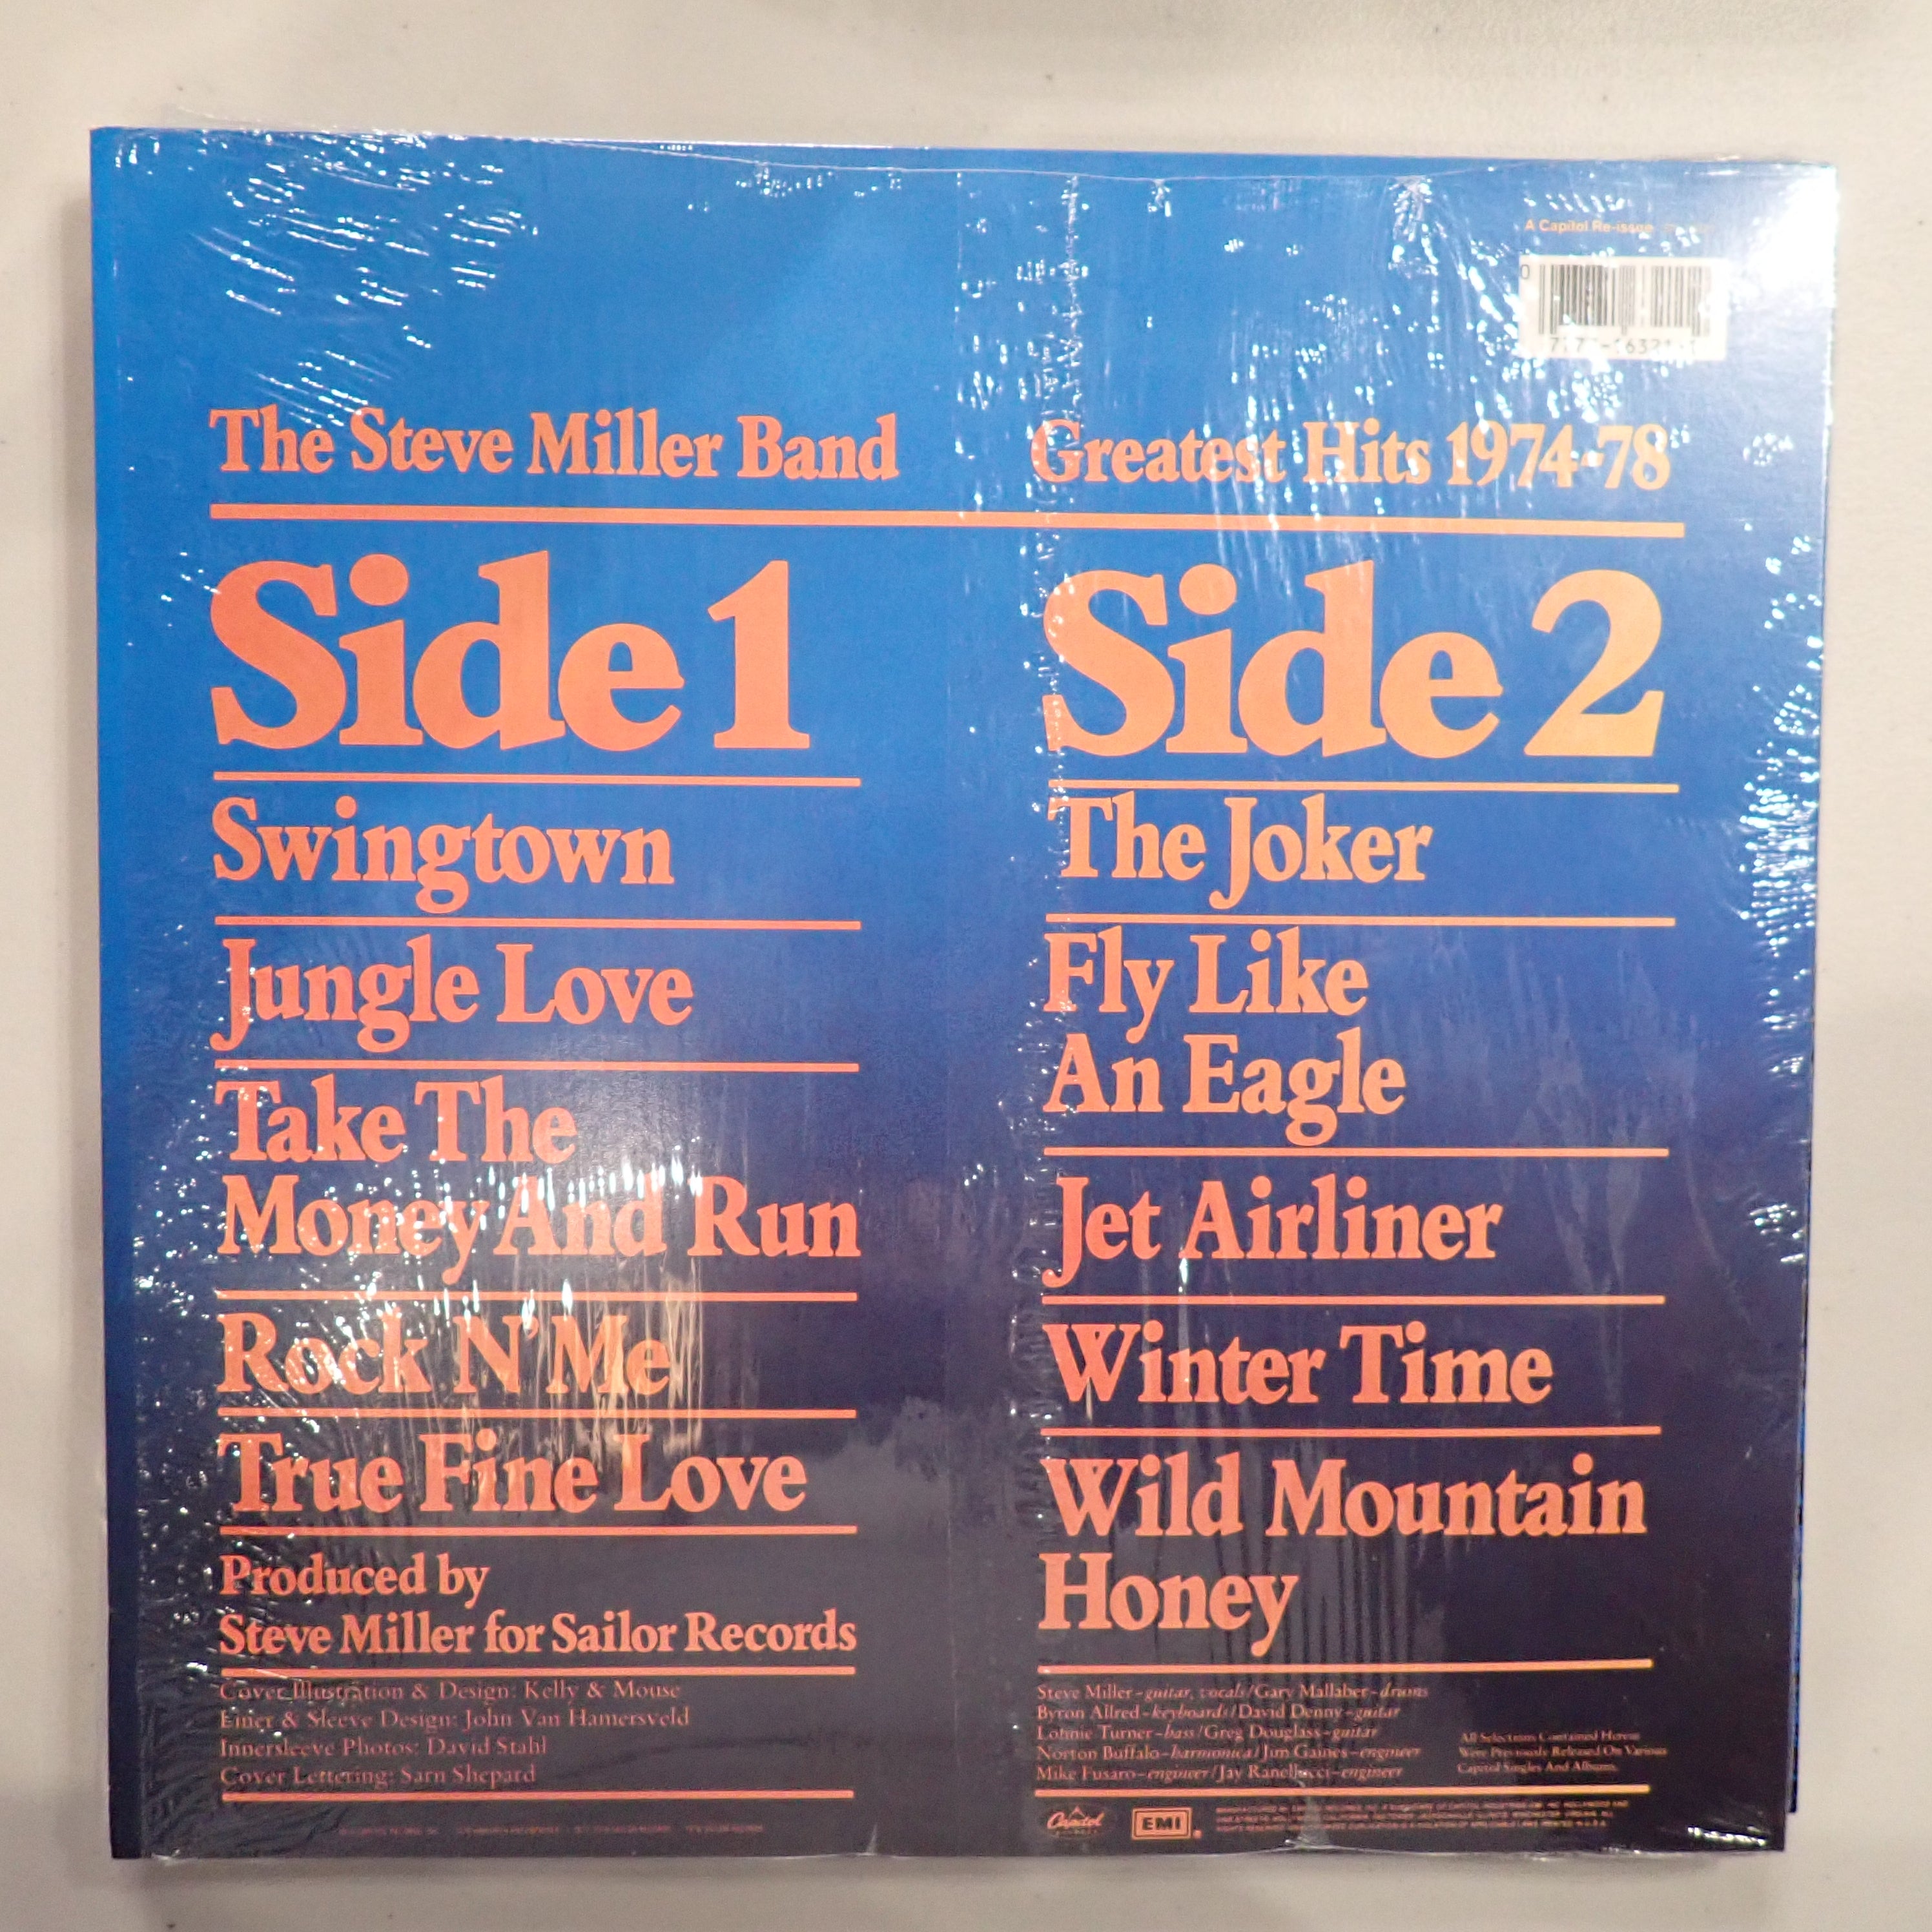 A Capitol Re-issue
0
The Steve Miller Band
Greatest Hits 1974-78
Side 1
Swingtown
Jungle Love
Take The
Money And Run
Rock N' Me
True Fine Love
Produced by
Steve Miller for Sailor Records
Cover Illustration & Design: Kelly & Mouse
Liner & Sleeve Design: John Van Hamersveld
Innersleeve Photos: David Stahl
Cover Lettering: Sarn Shepard
Side 2
The Joker
Fly Like
An Eagle
Jet Airliner
Winter Time
Wild Mountain
Honey
Steve Miller-guitar, vocals/Gary Mallaber-drums
Byron Allred-keyboards/David Denny-guitar
Lonnie Turner-bass/Greg Douglass-guitar
Norton Buffalo-harmonica/Jim Gaines-engineer
Mike Fusaro-engineer/Jay Ranellucci-engineer
All Selections Contained Herein
Were Previously Released On Various
Capitol Singles And Albums.
Capitol
EMI